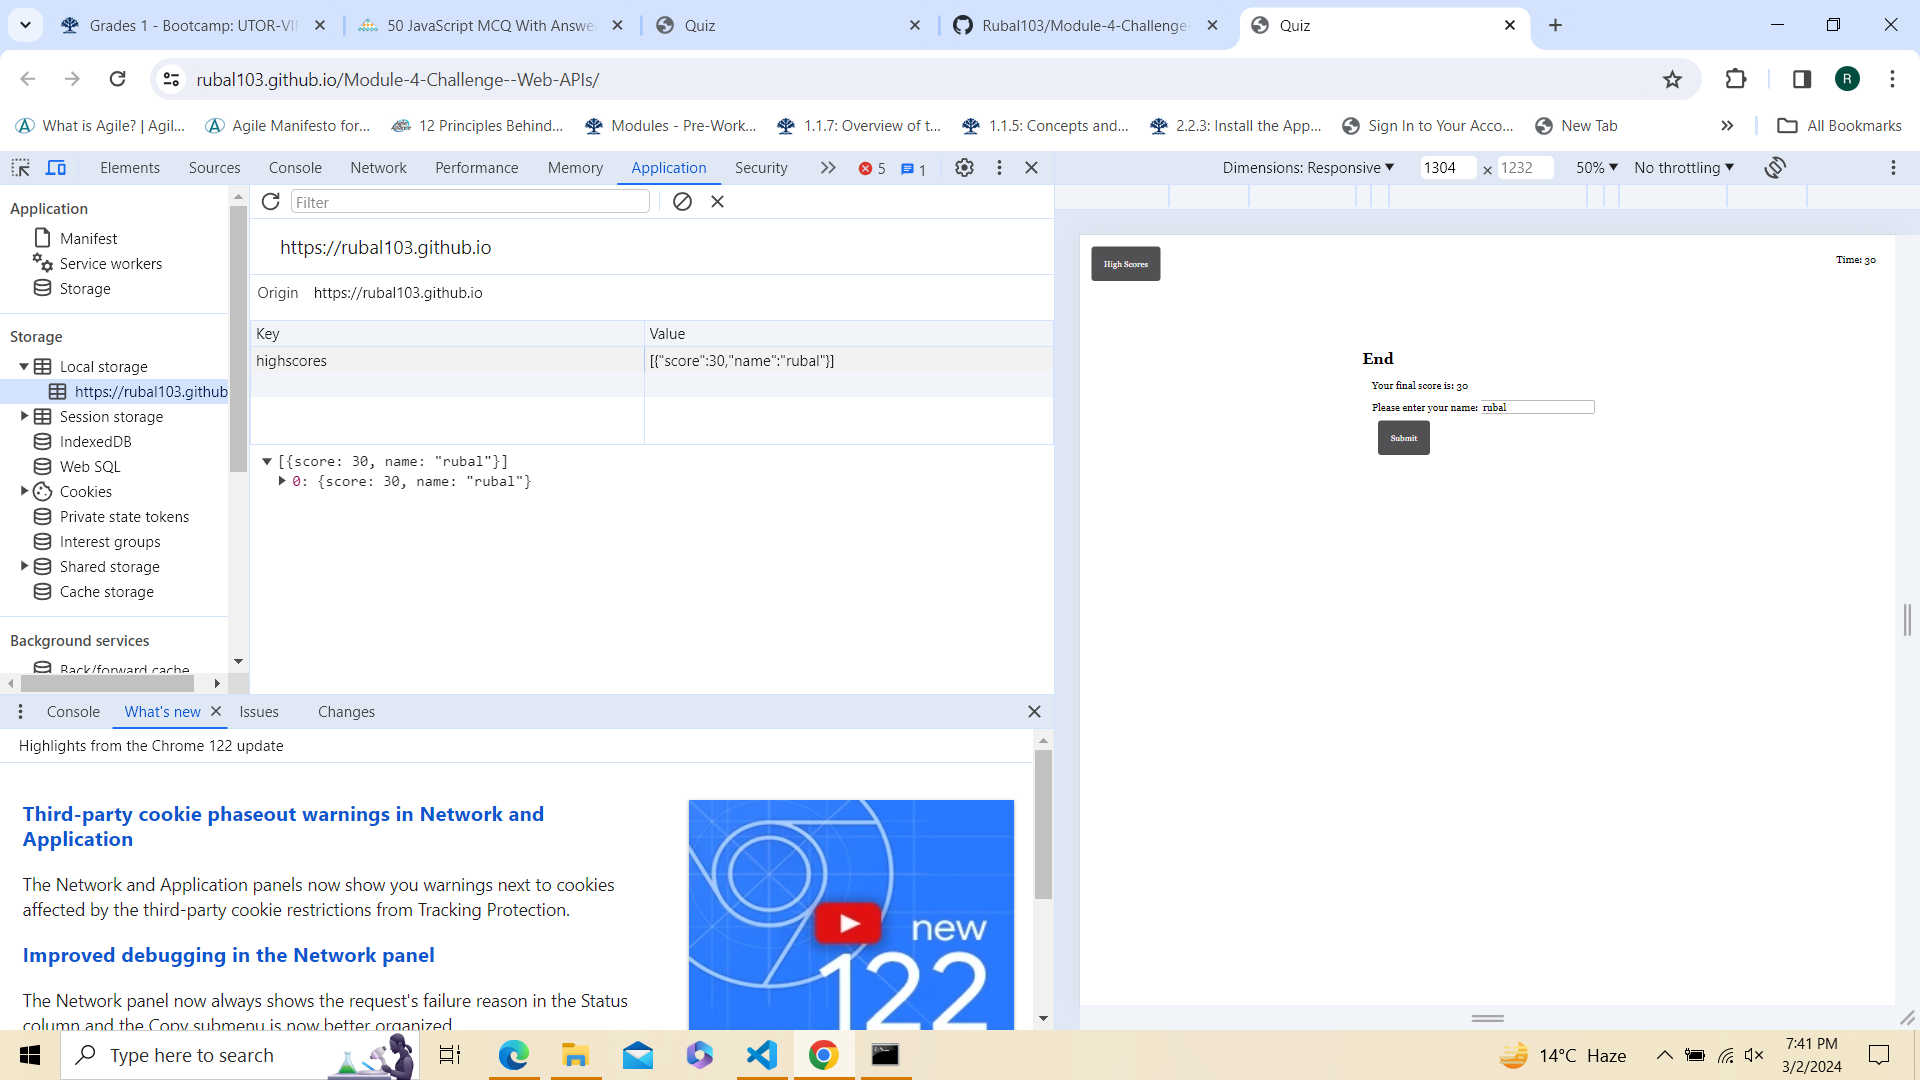 Grades 1 - Bootcamp: UTOR-VIR
50 JavaScript MCQ With Answe
Quiz
Rubal103/Module-4-Challenge-
Quiz
rubal103.github.io/Module-4-Challenge--Web-APIs/
R
What is Agile? | Agil...
Agile Manifesto for...
12 Principles Behind...
Modules - Pre-Work...
1.1.7: Overview of t...
1.1.5: Concepts and...
2.2.3: Install the App...
Sign In to Your Acco...
New Tab
All Bookmarks
Elements
Sources
Console
Network
Performance
Memory
Application
Security
5
1
Dimensions: Responsive
1304
×
1232
50%
No throttling
Application
Manifest
Service workers
Storage
Storage
Local storage
https://rubal103.github
Session storage
IndexedDB
Web SQL
Cookies
Private state tokens
Interest groups
Shared storage
Cache storage
Background services
Back/forward cache
Filter
https://rubal103.github.io
Origin https://rubal103.github.io
Key Value
highscores [{"score":30,"name":"rubal"}]
[{score: 30, name: "rubal"}]
0: {score: 30, name: "rubal"}
High Scores
Time: 30
End
Your final score is: 30
Please enter your name: rubal
Submit
Console
What's new
Issues
Changes
Highlights from the Chrome 122 update
Third-party cookie phaseout warnings in Network and
Application
The Network and Application panels now show you warnings next to cookies
affected by the third-party cookie restrictions from Tracking Protection.
Improved debugging in the Network panel
The Network panel now always shows the request's failure reason in the Status
column and the Copy submenu is now better organized
new
122
Type here to search
14°C Haze
7:41 PM
3/2/2024